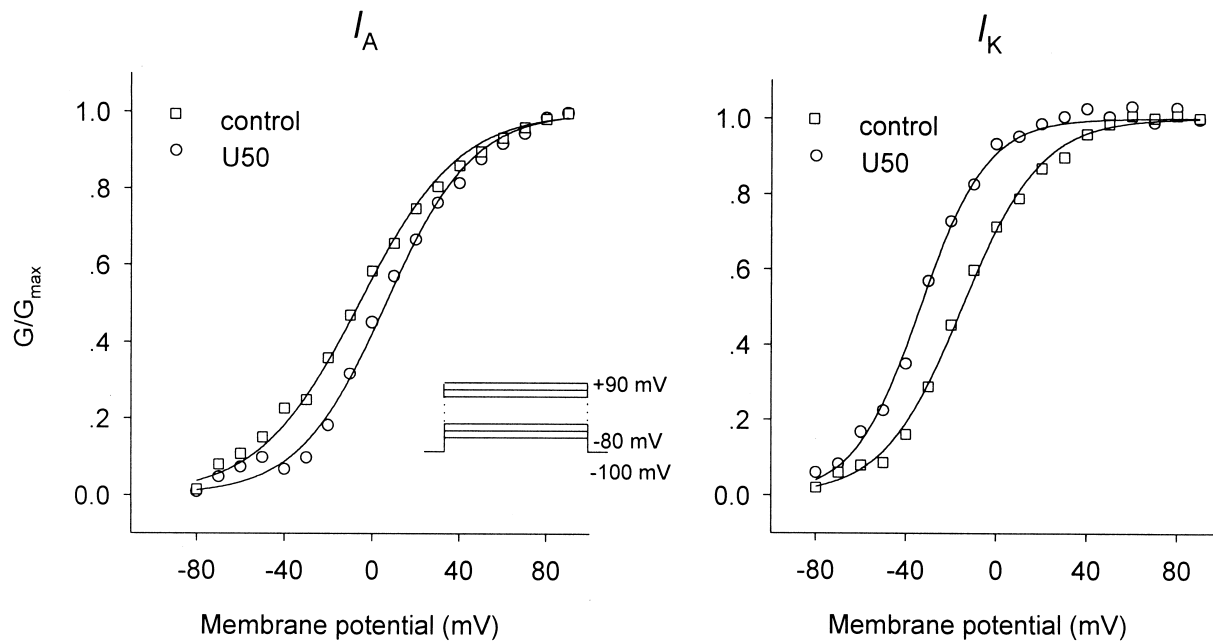 I_A
1.0
.8
.6
.4
.2
0.0
G/Gmax
control
U50
+90 mV
-80 mV
-100 mV
-80
-40
0
40
80
Membrane potential (mV)
I_K
1.0
.8
.6
.4
.2
0.0
control
U50
-80
-40
0
40
80
Membrane potential (mV)